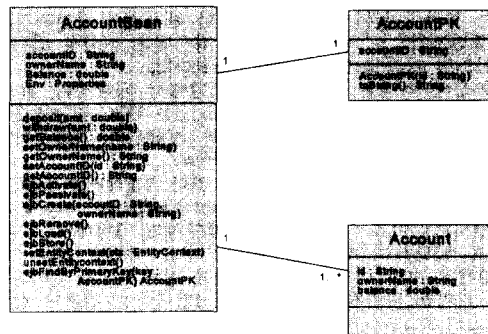 AccountBean
accountID : String
ownerName : String
Balance : double
Env : Properties
deposit(amt : double)
withdraw(amt : double)
getBalance() : double
setOwnerName(name : String)
getOwnerName() : String
setAccountID(id : String)
getAccountID() : String
ejbActivate()
ejbPassivate()
ejbCreate(accountID : String,
ownerName : String)
ejbRemove()
ejbLoad()
ejbStore()
setEntityContext(ctx : EntityContext)
unsetEntitycontext()
ejbFindByPrimaryKey(key :
AccountPK) AccountPK
1
1
AccountPK
accountID : String
AccountPK(id : String)
toString() : String
1
1..*
Account
id : String
ownerName : String
balance : double